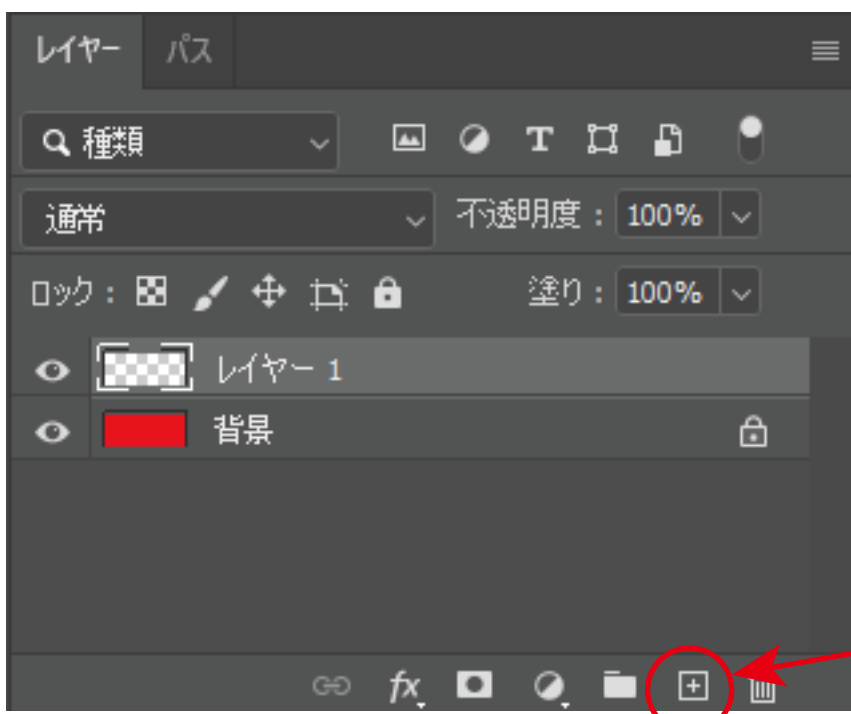 レイヤー パス
種類 T
通常 不透明度 : 100%
ロック : 塗り : 100%
レイヤー 1
背景
fx